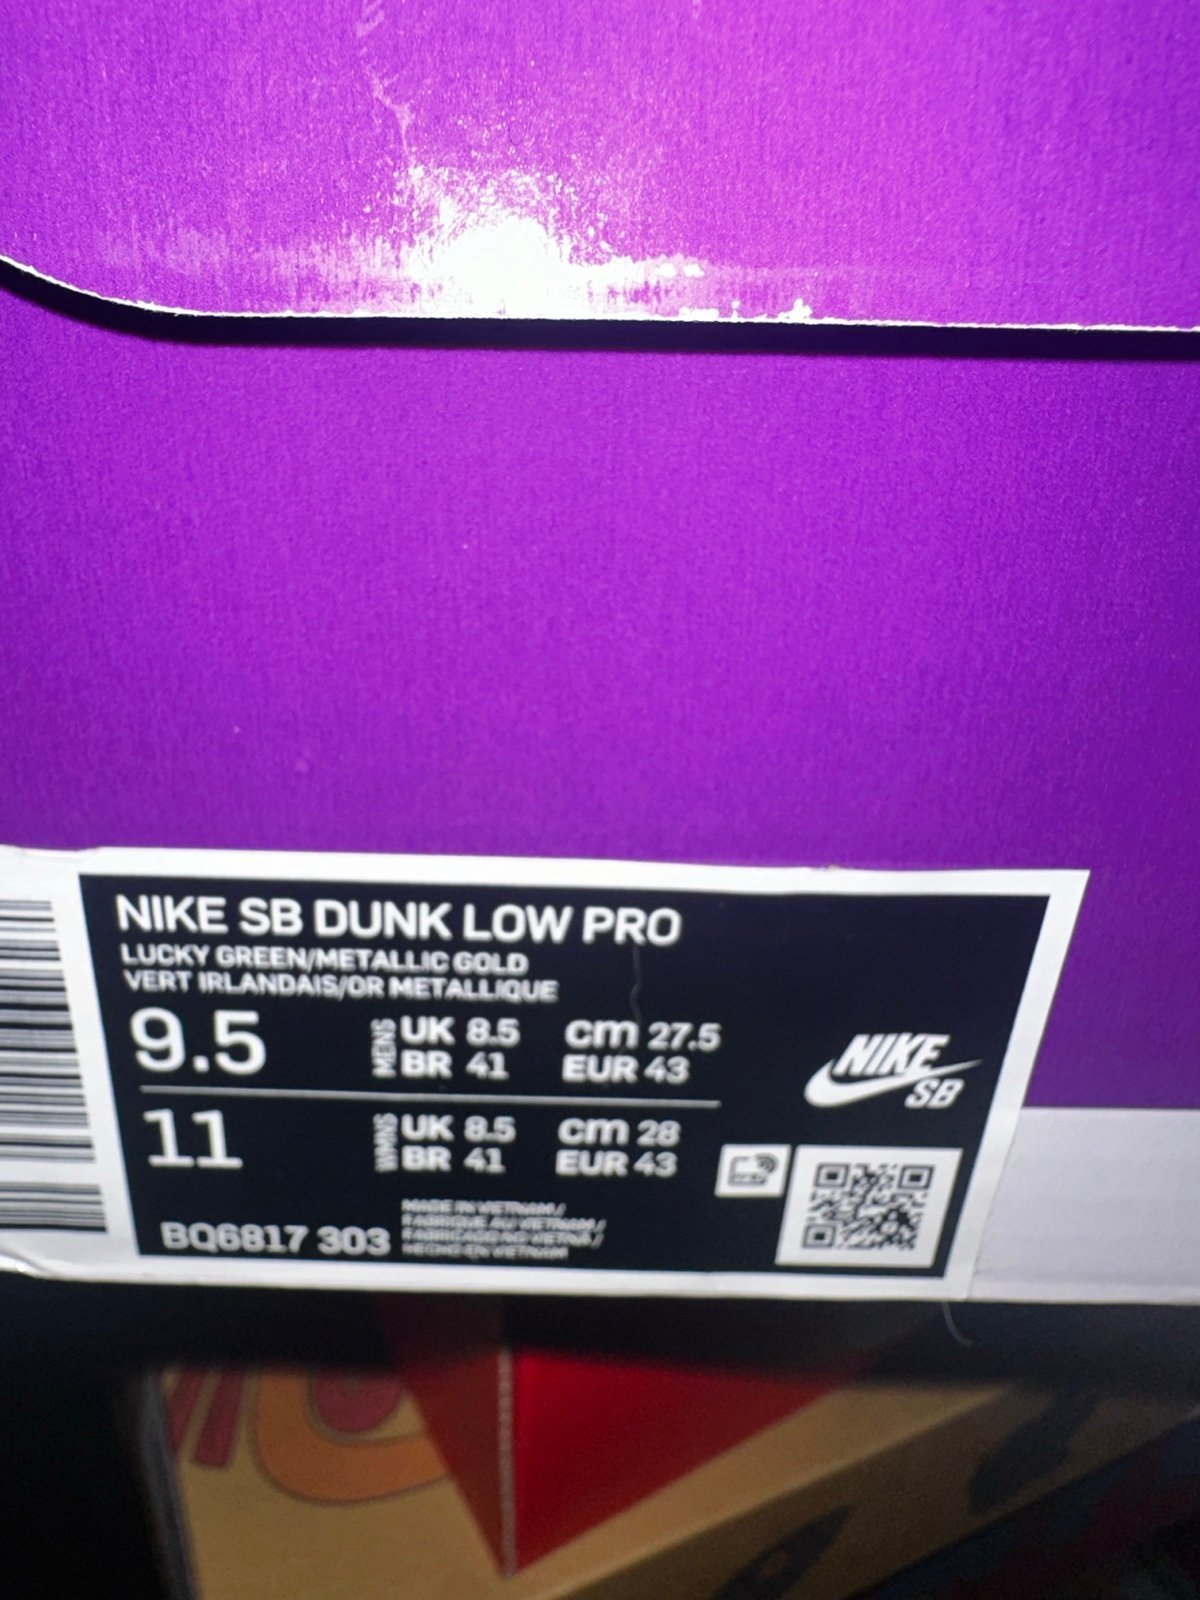 NIKE SB DUNK LOW PRO
LUCKY GREEN/METALLIC GOLD
VERT IRLANDAIS/OR METALLIQUE
9.5 MENS UK 8.5 cm 27.5
BR 41 EUR 43
11 WMNS UK 8.5 cm 28
BR 41 EUR 43
NIKE
SB
BQ6817 303
MADE IN VIETNAM/
FABRIQUE AU VIETNAM/
FABRICADO NO VIETNÃ/
HECHO EN VIETNAM